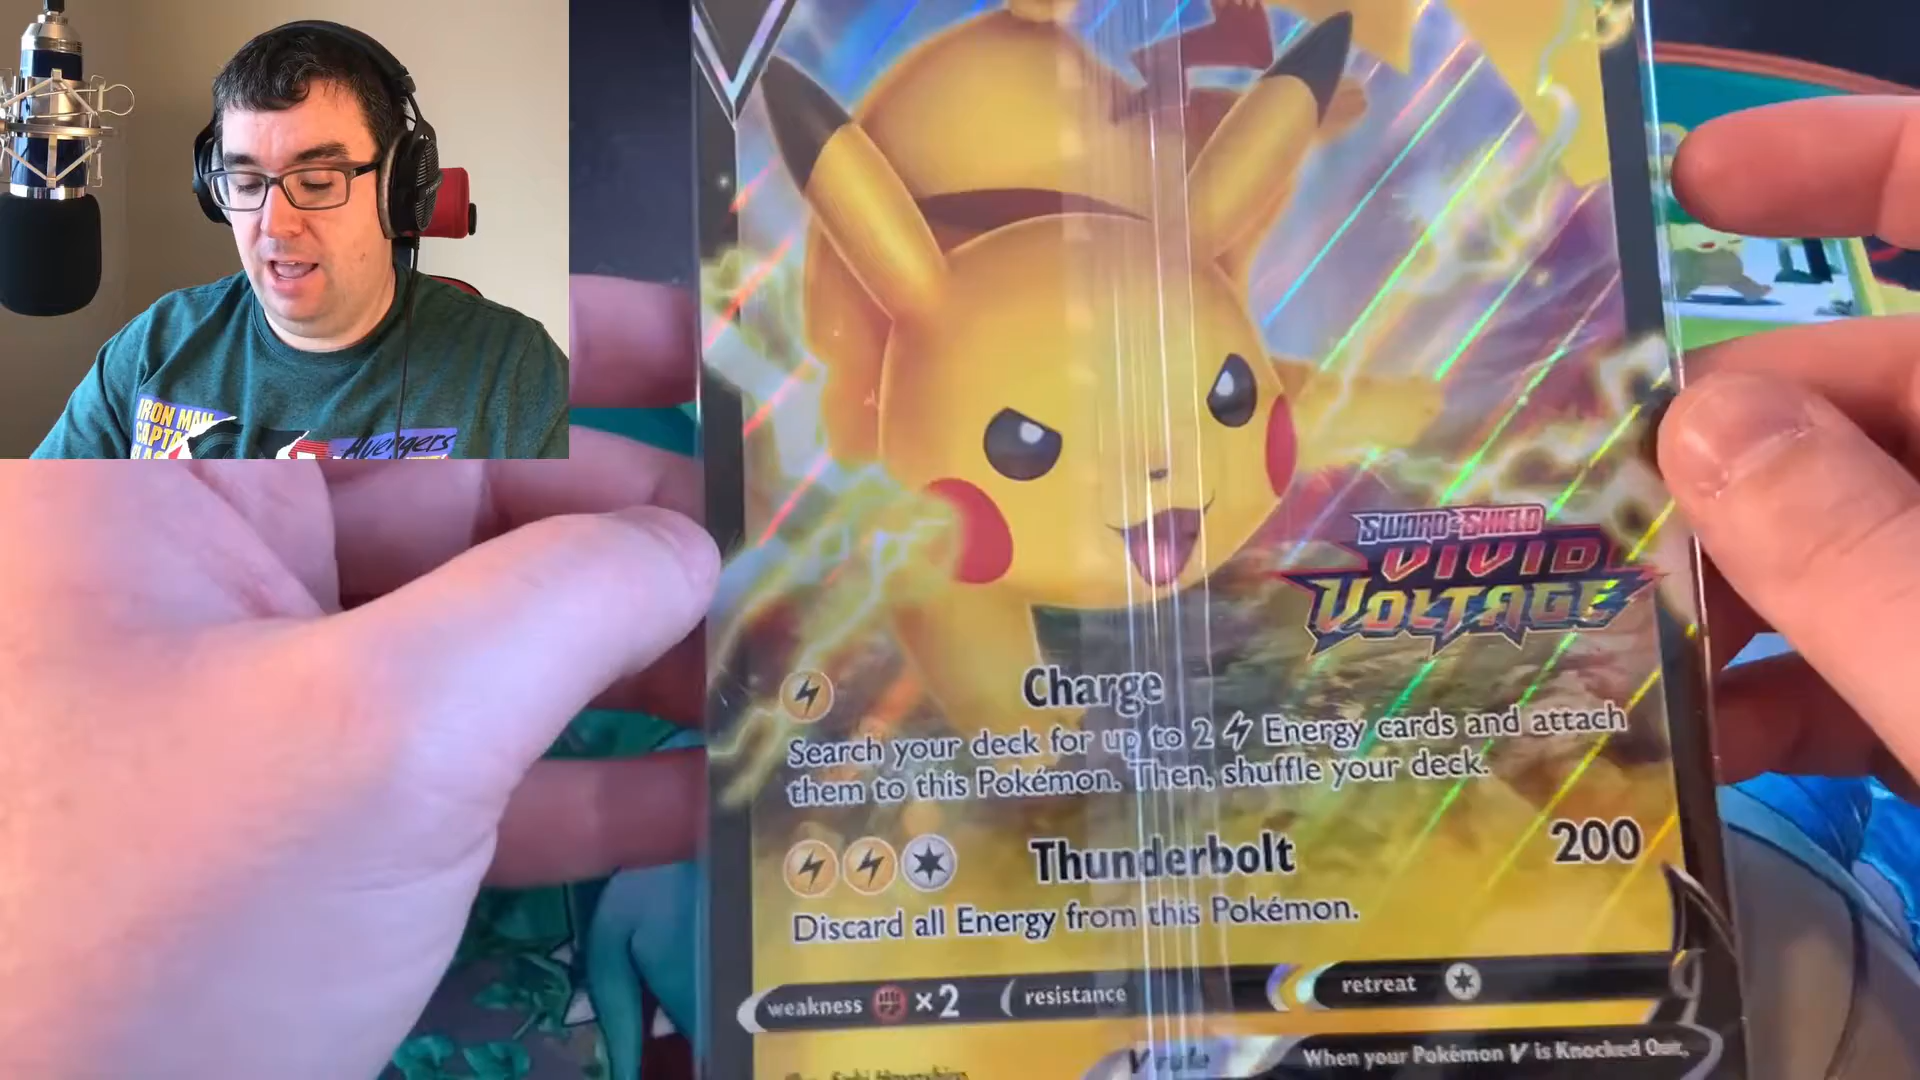 IRON MAN
CAPTA
Avengers
SWORD & SHIELD
VIVID
VOLTAGE
Charge
Search your deck for up to 2 Energy cards and attach
them to this Pokémon. Then, shuffle your deck.
Thunderbolt 200
Discard all Energy from this Pokémon.
weakness ×2 resistance retreat
V rule When your Pokémon V is Knocked Out,